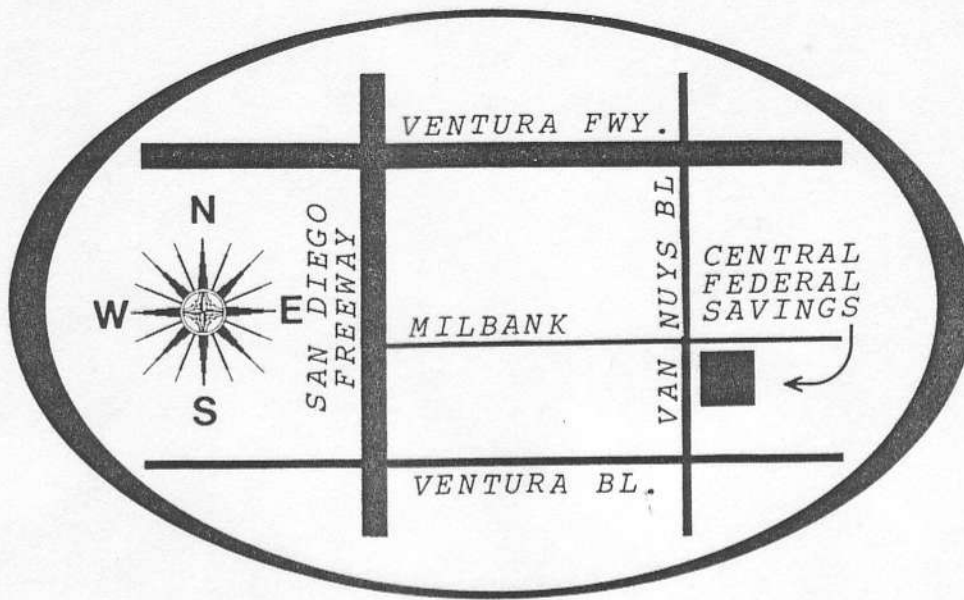 VENTURA FWY.
N
W
E
S
SAN DIEGO
FREEWAY
VAN NUYS BL
CENTRAL
FEDERAL
SAVINGS
MILBANK
VENTURA BL.